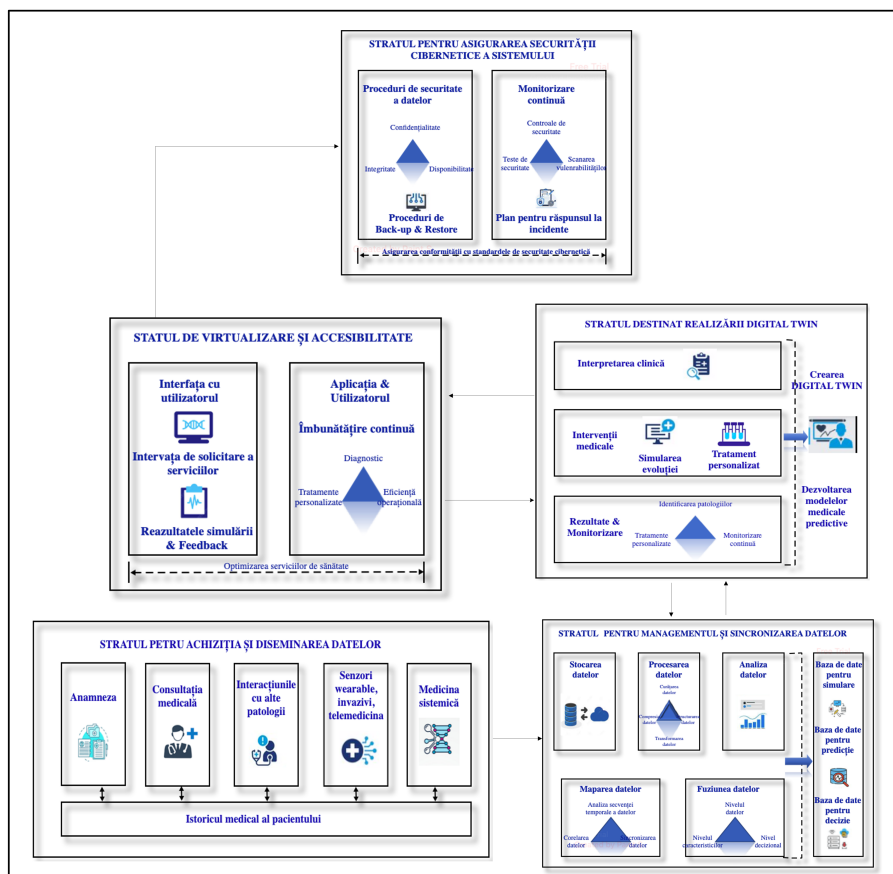 STRATUL PENTRU ASIGURAREA SECURITĂȚII
CIBERNETICE A SISTEMULUI
Free Trial
Proceduri de securitate
a datelor
Confidențialitate
Integritate
Disponibilitate
Proceduri de
Back-up & Restore
Monitorizare
continuă
Controale de
securitate
Teste de
securitate
Scanarea
vulenrabilităților
Plan pentru răspunsul la
incidente
Asigurarea conformității cu standardele de securitate cibernetică
STATUL DE VIRTUALIZARE ȘI ACCESIBILITATE
Interfața cu
utilizatorul
Intervața de solicitare a
serviciilor
Reazultatele simulării
& Feedback
Aplicația &
Utilizatorul
Îmbunătățire continuă
Diagnostic
Tratamente
personalizate
Eficiență
operațională
Optimizarea serviciilor de sănătate
STRATUL DESTINAT REALIZĂRII DIGITAL TWIN
Interpretarea clinică
Intervenții
medicale
Simularea
evoluției
Tratament
personalizat
Rezultate &
Monitorizare
Identificarea patologiilor
Tratamente
personalizate
Monitorizare
continuă
Crearea
DIGITAL TWIN
Dezvoltarea
modelelor
medicale
predictive
STRATUL PETRU ACHIZIȚIA ȘI DISEMINAREA DATELOR
Anamneza
Consultația
medicală
Interacțiunile
cu alte
patologii
Senzori
wearable,
invazivi,
telemedicina
Medicina
sistemică
Istoricul medical al pacientului
STRATUL PENTRU MANAGEMENTUL ȘI SINCRONIZAREA DATELOR
Stocarea
datelor
Procesarea
datelor
datelor
datelor
datelor
Transformarea
datelor
Analiza
datelor
Maparea datelor
Analiza secvenței
temporale a datelor
Corelarea
datelor
Sincronizarea
datelor
Fuziunea datelor
Nivelul
datelor
Nivelul
caracteristicilor
Nivel
decizional
Baza de date
pentru
simulare
Baza de date
pentru
predicție
Baza de date
pentru
decizie